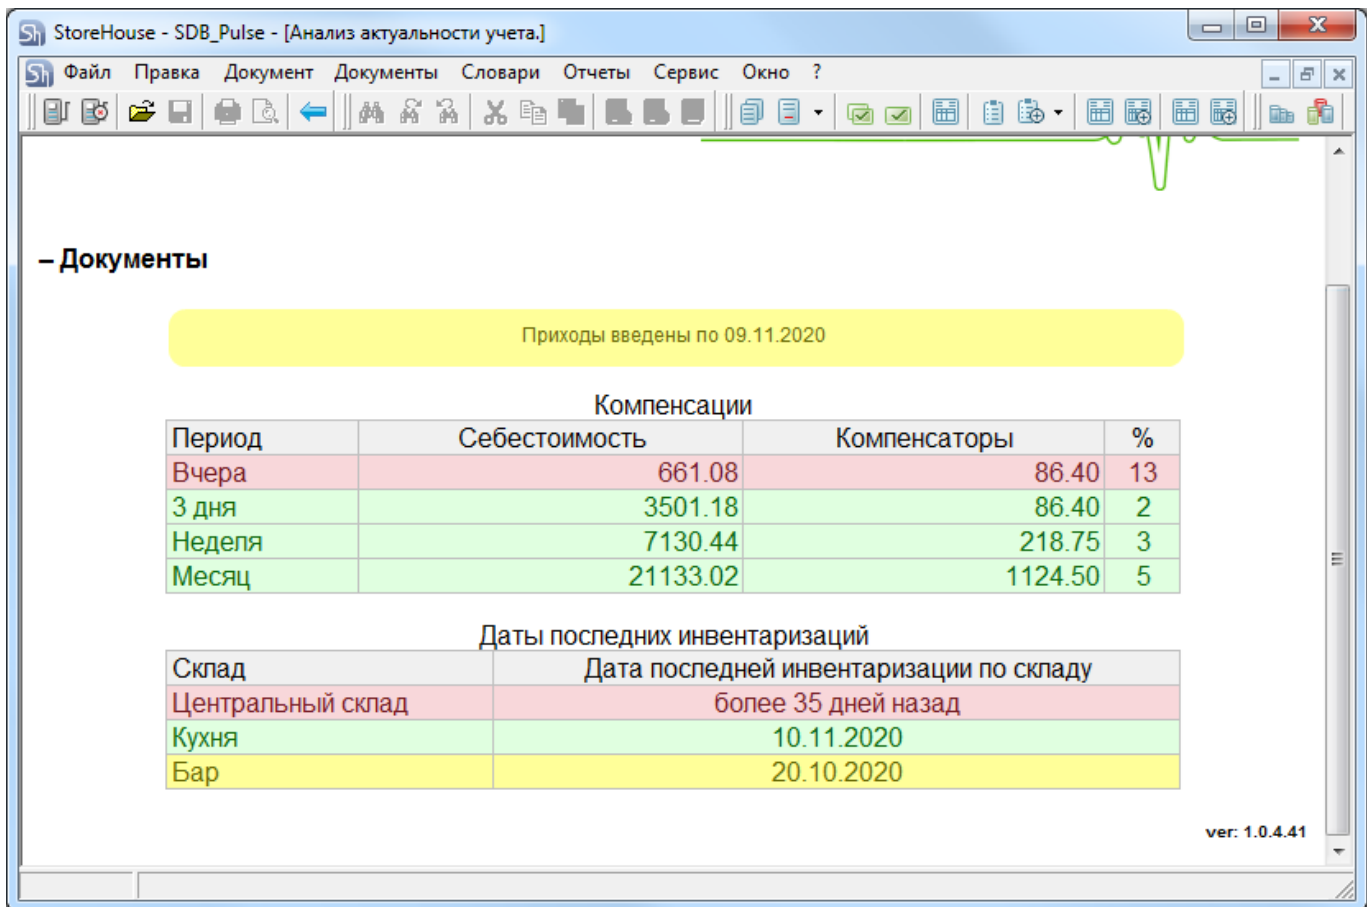 StoreHouse - SDB_Pulse - [Анализ актуальности учета.]
Файл Правка Документ Документы Словари Отчеты Сервис Окно ?
– Документы
Приходы введены по 09.11.2020
Компенсации
Период Себестоимость Компенсаторы %
Вчера 661.08 86.40 13
3 дня 3501.18 86.40 2
Неделя 7130.44 218.75 3
Месяц 21133.02 1124.50 5
Даты последних инвентаризаций
Склад Дата последней инвентаризации по складу
Центральный склад более 35 дней назад
Кухня 10.11.2020
Бар 20.10.2020
ver: 1.0.4.41